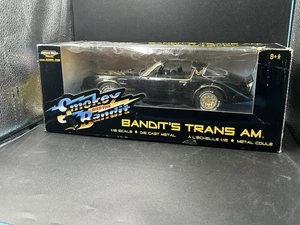 8+
Smokey
and the
Bandit
BANDIT'S TRANS AM.
1:18 SCALE • DIE CAST METAL
A L'ECHELLE 1:18 • METAL COULE